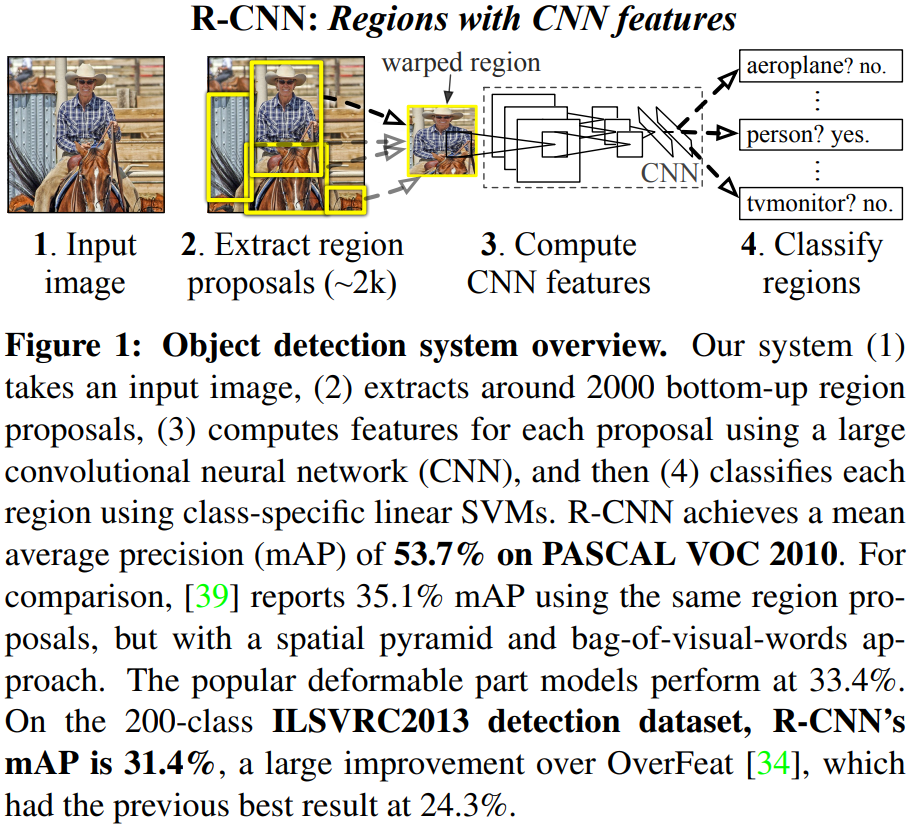 R-CNN: Regions with CNN features
warped region
aeroplane? no.
⋮
person? yes.
⋮
tvmonitor? no.
CNN
1. Input
image
2. Extract region
proposals (~2k)
3. Compute
CNN features
4. Classify
regions
Figure 1: Object detection system overview. Our system (1)
takes an input image, (2) extracts around 2000 bottom-up region
proposals, (3) computes features for each proposal using a large
convolutional neural network (CNN), and then (4) classifies each
region using class-specific linear SVMs. R-CNN achieves a mean
average precision (mAP) of 53.7% on PASCAL VOC 2010. For
comparison, [39] reports 35.1% mAP using the same region pro-
posals, but with a spatial pyramid and bag-of-visual-words ap-
proach. The popular deformable part models perform at 33.4%.
On the 200-class ILSVRC2013 detection dataset, R-CNN's
mAP is 31.4%, a large improvement over OverFeat [34], which
had the previous best result at 24.3%.